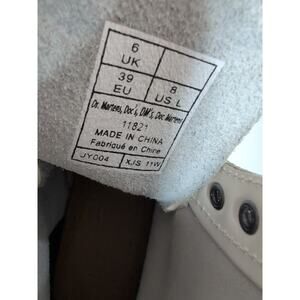 6
UK
39
EU
8
US L
Dr. Martens, Doc's, DM's, Doc Martens
11821
MADE IN CHINA
Fabriqué en Chine
JY004
XJS 11W